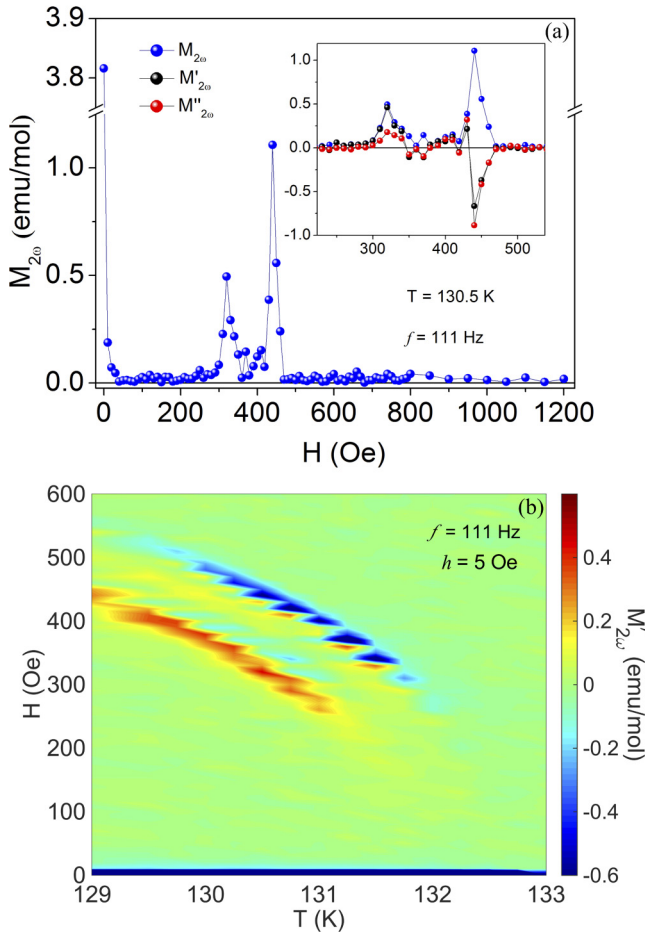 (a)
3.9
3.8
1.0
0.5
0.0
M2ω (emu/mol)
M2ω
M'2ω
M''2ω
1.0
0.5
0.0
-0.5
-1.0
300 400 500
T = 130.5 K
f = 111 Hz
0 200 400 600 800 1000 1200
H (Oe)
(b)
f = 111 Hz
h = 5 Oe
600
500
400
300
200
100
0
H (Oe)
129 130 131 132 133
T (K)
0.4
0.2
0
-0.2
-0.4
-0.6
M'2ω (emu/mol)